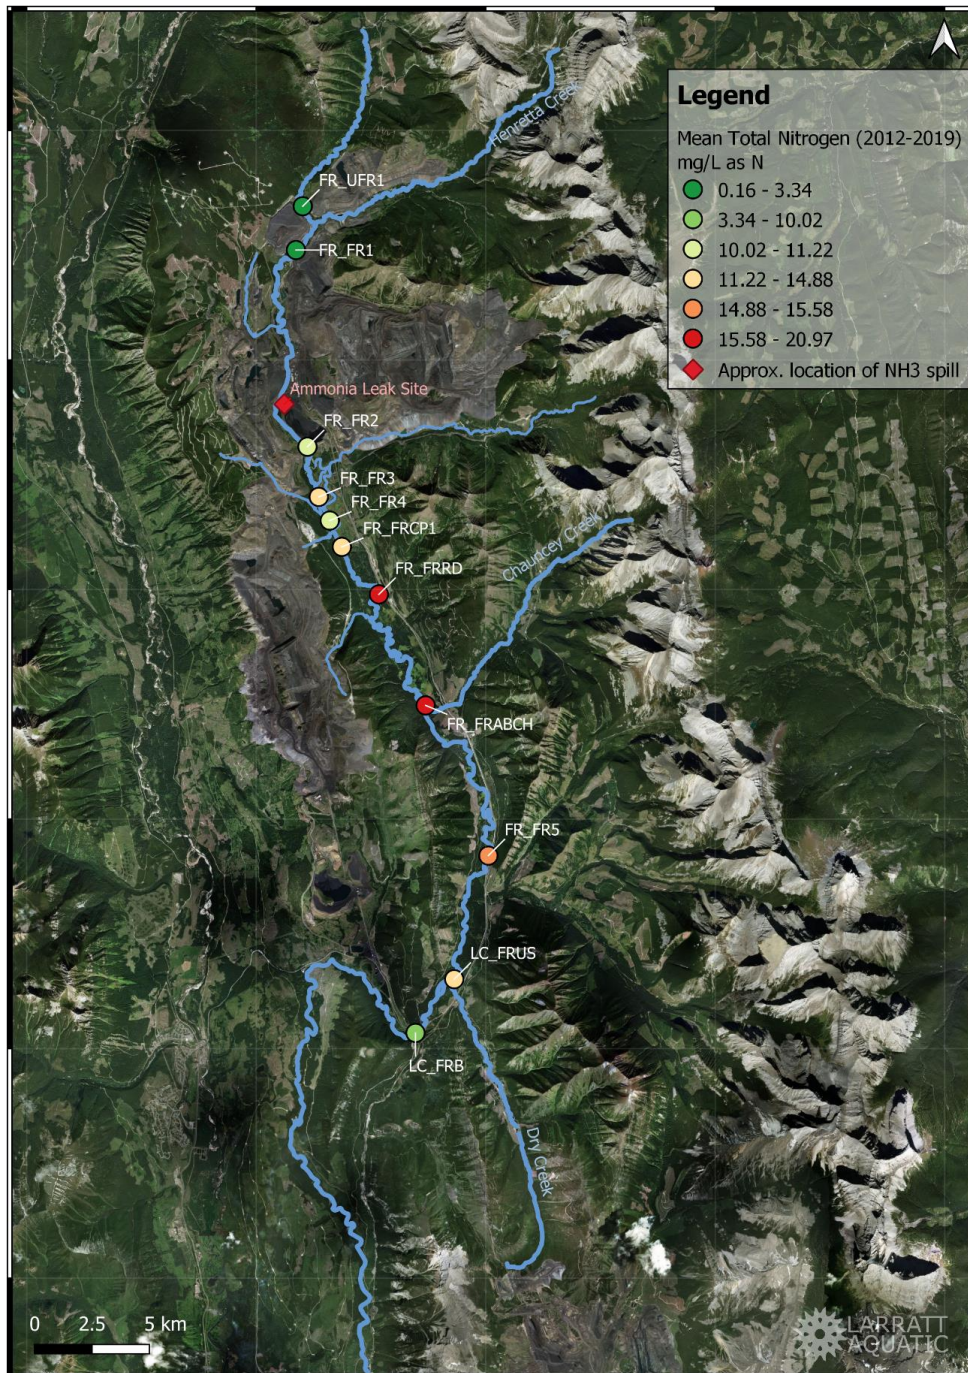 Legend
Mean Total Nitrogen (2012-2019)
mg/L as N
0.16 - 3.34
3.34 - 10.02
10.02 - 11.22
11.22 - 14.88
14.88 - 15.58
15.58 - 20.97
Approx. location of NH3 spill
Henretta Creek
FR_UFR1
FR_FR1
Ammonia Leak Site
FR_FR2
FR_FR3
FR_FR4
FR_FRCP1
Chauncey Creek
FR_FRRD
FR_FRABCH
FR_FR5
LC_FRUS
LC_FRB
Dry Creek
0 2.5 5 km
LARRATT
AQUATIC